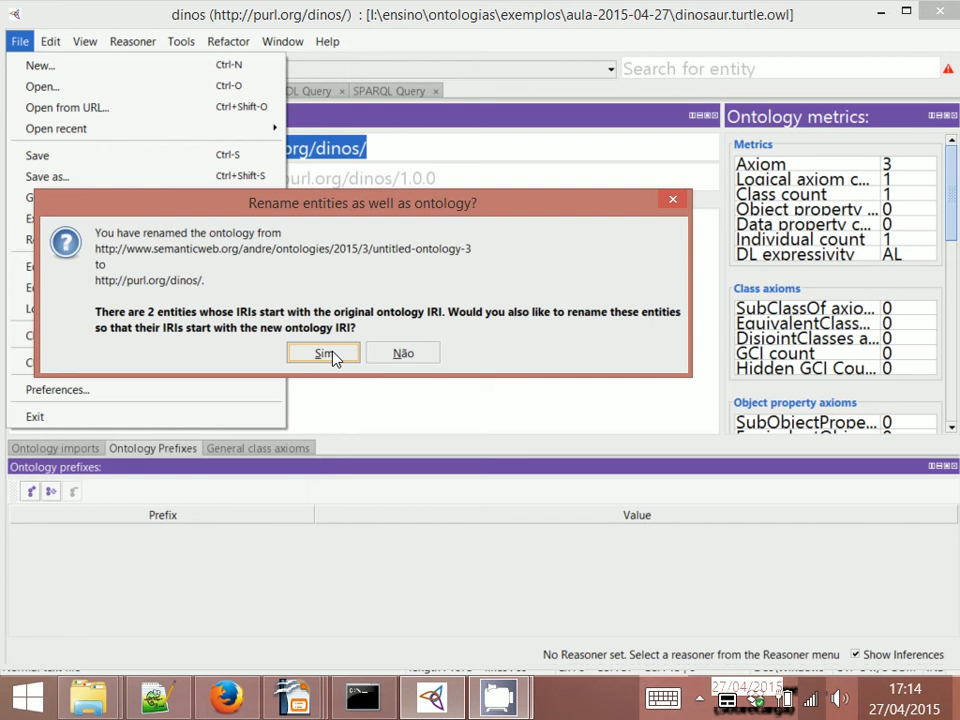 dinos (http://purl.org/dinos/) : [I:\ensino\ontologias\exemplos\aula-2015-04-27\dinosaur.turtle.owl]
File Edit View Reasoner Tools Refactor Window Help
New... Ctrl-N
Open... Ctrl-O
Open from URL... Ctrl+Shift-O
Open recent
Save Ctrl-S
Save as... Ctrl+Shift-S
Preferences...
Exit
Search for entity
DL Query × SPARQL Query ×
org/dinos/
purl.org/dinos/1.0.0
Rename entities as well as ontology?
You have renamed the ontology from
http://www.semanticweb.org/andre/ontologies/2015/3/untitled-ontology-3
to
http://purl.org/dinos/.
There are 2 entities whose IRIs start with the original ontology IRI. Would you also like to rename these entities
so that their IRIs start with the new ontology IRI?
Sim Não
Ontology metrics:
Metrics
Axiom 3
Logical axiom c... 1
Class count 1
Object property ... 0
Data property c... 0
Individual count 1
DL expressivity AL
Class axioms
SubClassOf axio... 0
EquivalentClass... 0
DisjointClasses a... 0
GCI count 0
Hidden GCI Cou... 0
Object property axioms
SubObjectPrope... 0
Ontology imports Ontology Prefixes General class axioms
Ontology prefixes:
Prefix Value
No Reasoner set. Select a reasoner from the Reasoner menu Show Inferences
27/04/2015
17:14
27/04/2015